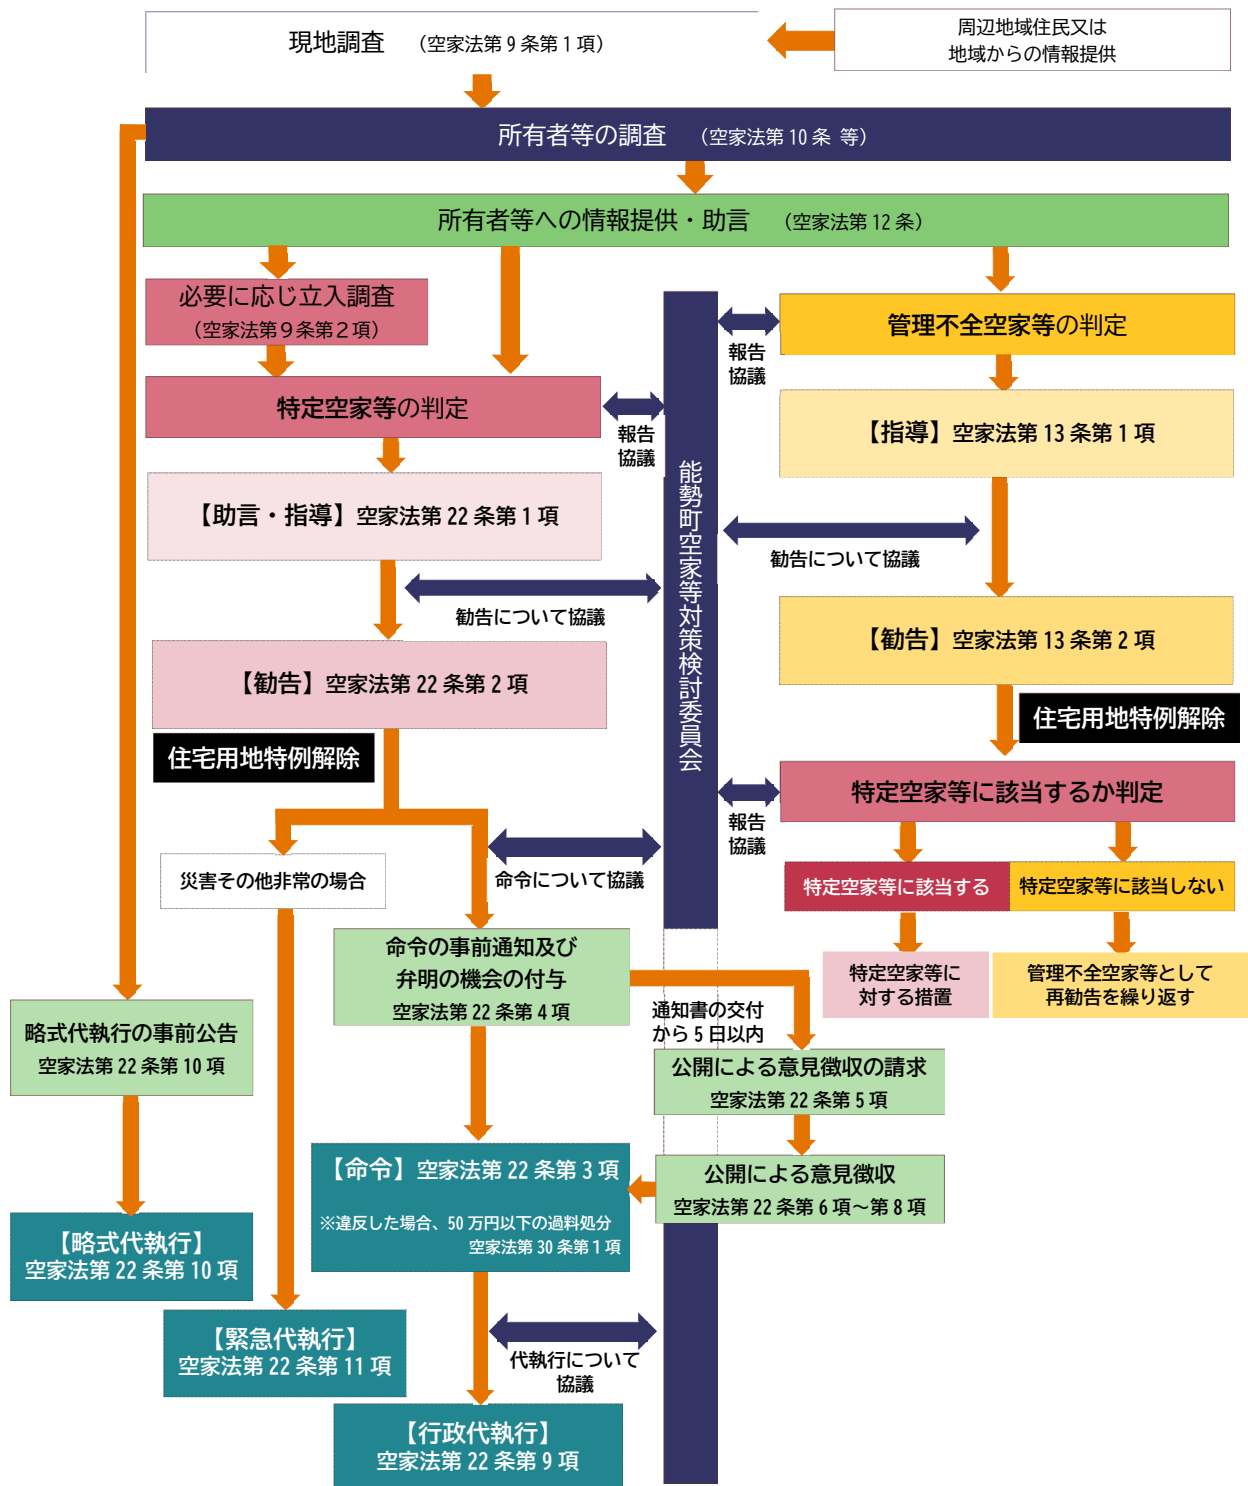 現地調査 （空家法第9条第1項）
周辺地域住民又は
地域からの情報提供
所有者等の調査 （空家法第10条 等）
所有者等への情報提供・助言 （空家法第12条）
必要に応じ立入調査
（空家法第９条第２項）
管理不全空家等の判定
報告
協議
特定空家等の判定
報告
協議
【指導】空家法第13条第1項
能勢町空家等対策検討委員会
【助言・指導】空家法第22条第1項
勧告について協議
勧告について協議
【勧告】空家法第13条第2項
【勧告】空家法第22条第2項
住宅用地特例解除
住宅用地特例解除
特定空家等に該当するか判定
報告
協議
災害その他非常の場合
命令について協議
特定空家等に該当する
特定空家等に該当しない
命令の事前通知及び
弁明の機会の付与
空家法第22条第4項
特定空家等に
対する措置
管理不全空家等として
再勧告を繰り返す
通知書の交付
から5日以内
略式代執行の事前公告
空家法第22条第10項
公開による意見徴収の請求
空家法第22条第5項
【命令】空家法第22条第3項
※違反した場合、50万円以下の過料処分
空家法第30条第1項
公開による意見徴収
空家法第22条第6項～第8項
【略式代執行】
空家法第22条第10項
【緊急代執行】
空家法第22条第11項
代執行について
協議
【行政代執行】
空家法第22条第9項